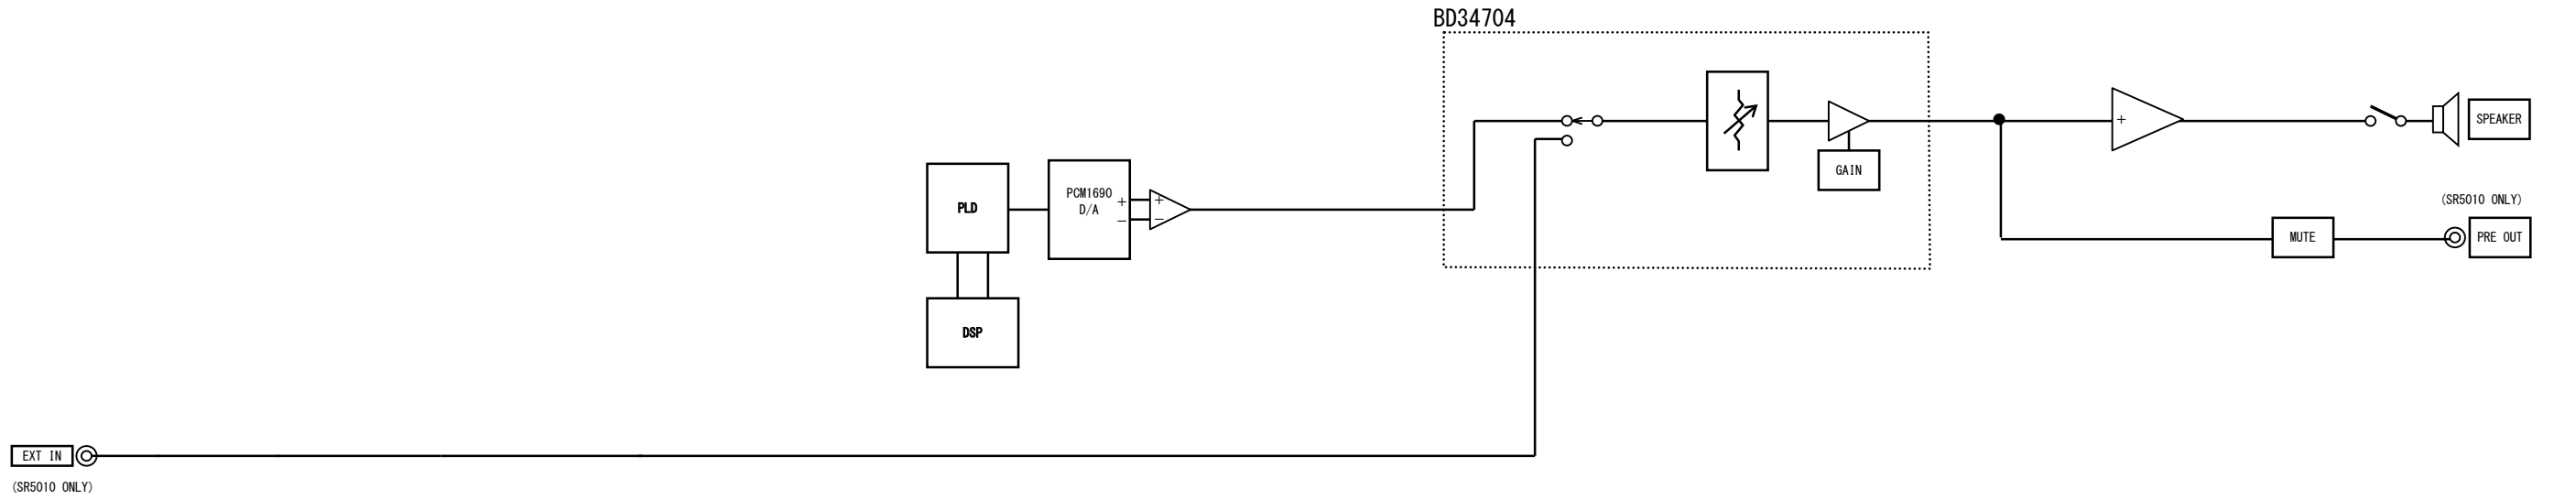 BD34704
SPEAKER
+
GAIN
PCM1690
D/A
+
−
+
−
PLD
(SR5010 ONLY)
MUTE
PRE OUT
DSP
EXT IN
(SR5010 ONLY)